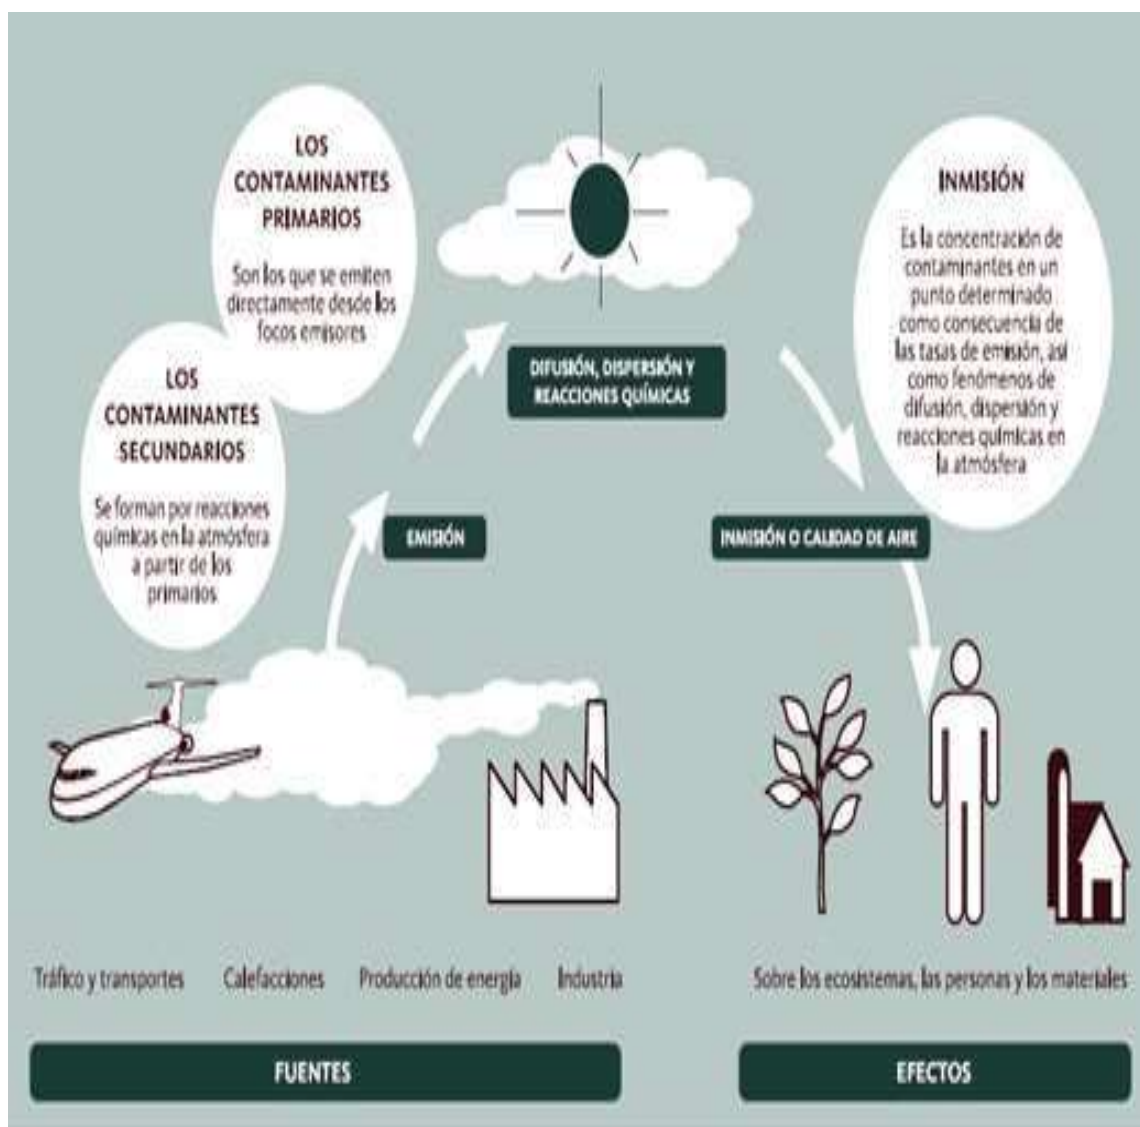 LOS
CONTAMINANTES
PRIMARIOS
Son los que se emiten
directamente desde los
focos emisores
LOS
CONTAMINANTES
SECUNDARIOS
Se forman por reacciones
químicas en la atmósfera
a partir de los
primarios
DIFUSIÓN, DISPERSIÓN Y
REACCIONES QUÍMICAS
INMISIÓN
Es la concentración de
contaminantes en un
punto determinado
como consecuencia de
las tasas de emisión, así
como fenómenos de
difusión, dispersión y
reacciones químicas en
la atmósfera
EMISIÓN
INMISIÓN O CALIDAD DE AIRE
Tráfico y transportes
Calefacciones
Producción de energía
Industria
Sobre los ecosistemas, las personas y los materiales
FUENTES
EFECTOS